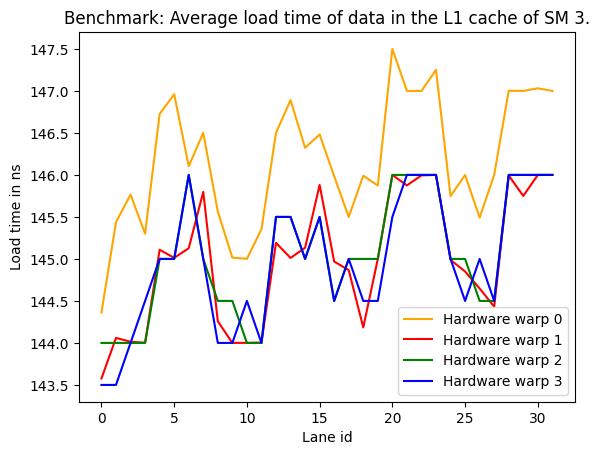 Benchmark: Average load time of data in the L1 cache of SM 3.
Load time in ns
147.5
147.0
146.5
146.0
145.5
145.0
144.5
144.0
143.5
Hardware warp 0
Hardware warp 1
Hardware warp 2
Hardware warp 3
0 5 10 15 20 25 30
Lane id